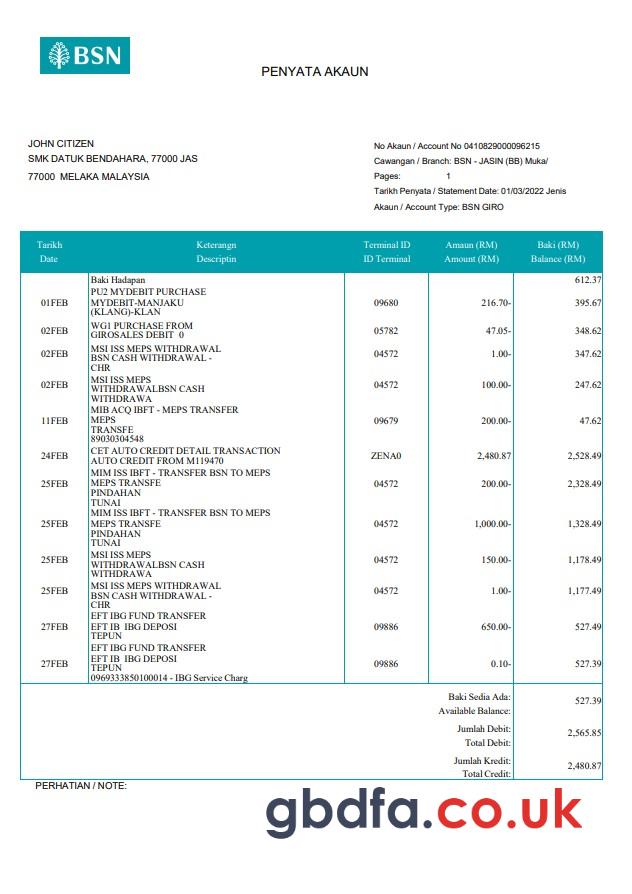 BSN
PENYATA AKAUN
JOHN CITIZEN
SMK DATUK BENDAHARA, 77000 JAS
77000 MELAKA MALAYSIA
No Akaun / Account No 0410829000096215
Cawangan / Branch: BSN - JASIN (BB) Muka/
Pages: 1
Tarikh Penyata / Statement Date: 01/03/2022 Jenis
Akaun / Account Type: BSN GIRO
Tarikh Keterangn Terminal ID Amaun (RM) Baki (RM)
Date Descriptin ID Terminal Amount (RM) Balance (RM)
Baki Hadapan 612.37
PU2 MYDEBIT PURCHASE
01FEB MYDEBIT-MANJAKU 09680 216.70- 395.67
(KLANG)-KLAN
02FEB WG1 PURCHASE FROM 05782 47.05- 348.62
GIROSALES DEBIT 0
MSI ISS MEPS WITHDRAWAL
02FEB BSN CASH WITHDRAWAL - 04572 1.00- 347.62
CHR
MSI ISS MEPS
02FEB WITHDRAWALBSN CASH 04572 100.00- 247.62
WITHDRAWA
MIB ACQ IBFT - MEPS TRANSFER
11FEB MEPS 09679 200.00- 47.62
TRANSFE
89030304548
24FEB CET AUTO CREDIT DETAIL TRANSACTION ZENA0 2,480.87 2,528.49
AUTO CREDIT FROM M119470
MIM ISS IBFT - TRANSFER BSN TO MEPS
25FEB MEPS TRANSFE 04572 200.00- 2,328.49
PINDAHAN
TUNAI
MIM ISS IBFT - TRANSFER BSN TO MEPS
25FEB MEPS TRANSFE 04572 1,000.00- 1,328.49
PINDAHAN
TUNAI
MSI ISS MEPS
25FEB WITHDRAWALBSN CASH 04572 150.00- 1,178.49
WITHDRAWA
MSI ISS MEPS WITHDRAWAL
25FEB BSN CASH WITHDRAWAL - 04572 1.00- 1,177.49
CHR
EFT IBG FUND TRANSFER
27FEB EFT IB IBG DEPOSI 09886 650.00- 527.49
TEPUN
EFT IBG FUND TRANSFER
27FEB EFT IB IBG DEPOSI 09886 0.10- 527.39
TEPUN
0969333850100014 - IBG Service Charg
Baki Sedia Ada: 527.39
Available Balance:
Jumlah Debit: 2,565.85
Total Debit:
Jumlah Kredit: 2,480.87
Total Credit:
PERHATIAN / NOTE:
gbdfa.co.uk